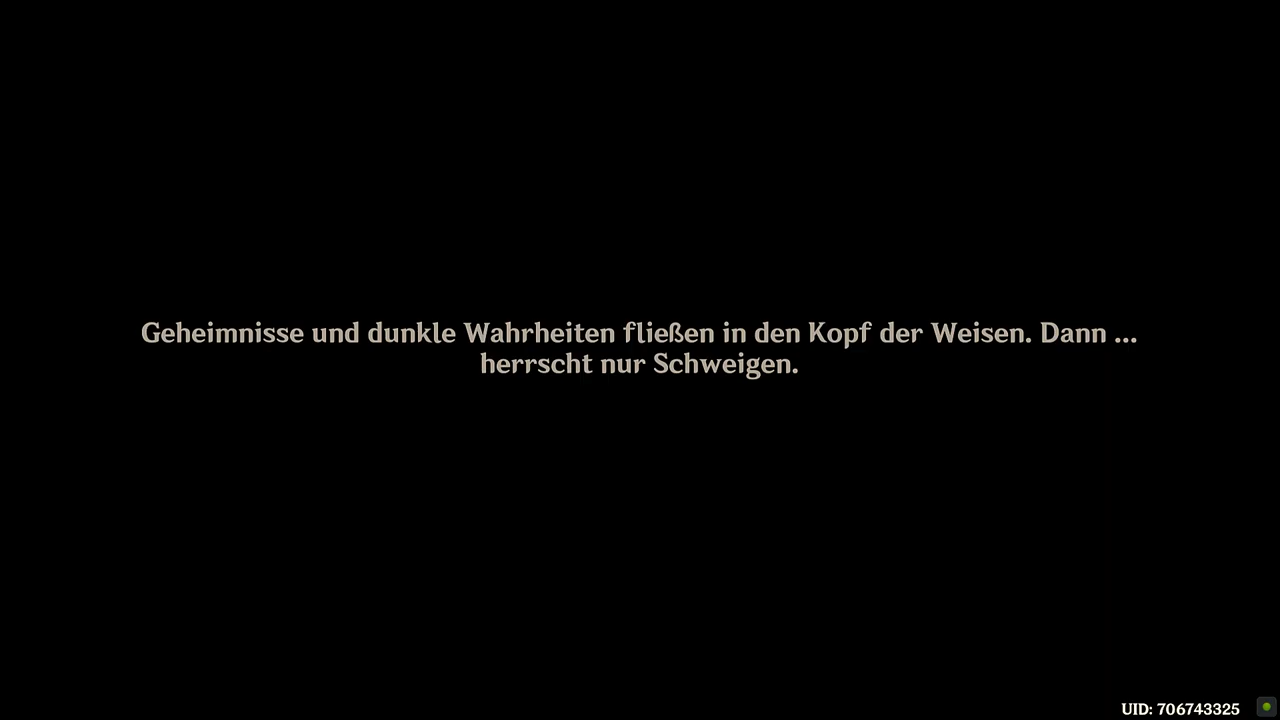 Geheimnisse und dunkle Wahrheiten fließen in den Kopf der Weisen. Dann ...
herrscht nur Schweigen.
UID: 706743325